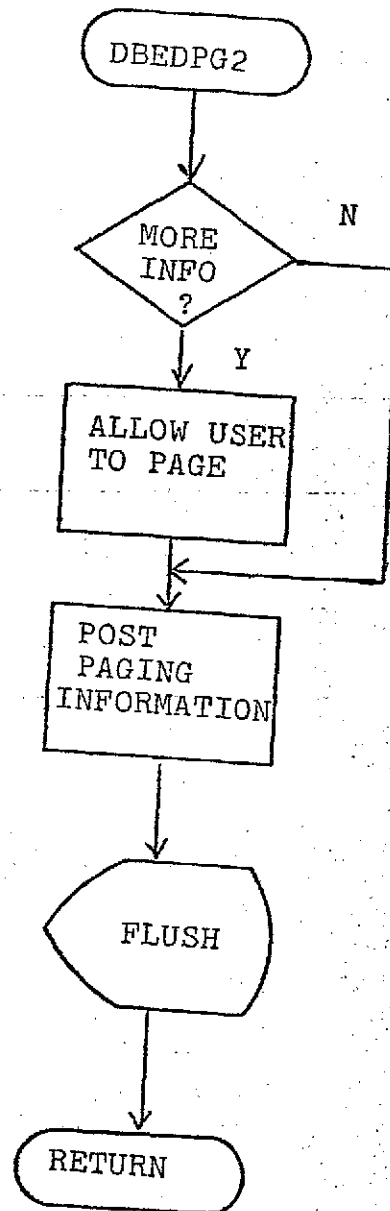 DBEDPG2
N
MORE
INFO
?
Y
ALLOW USER
TO PAGE
POST
PAGING
INFORMATION
FLUSH
RETURN